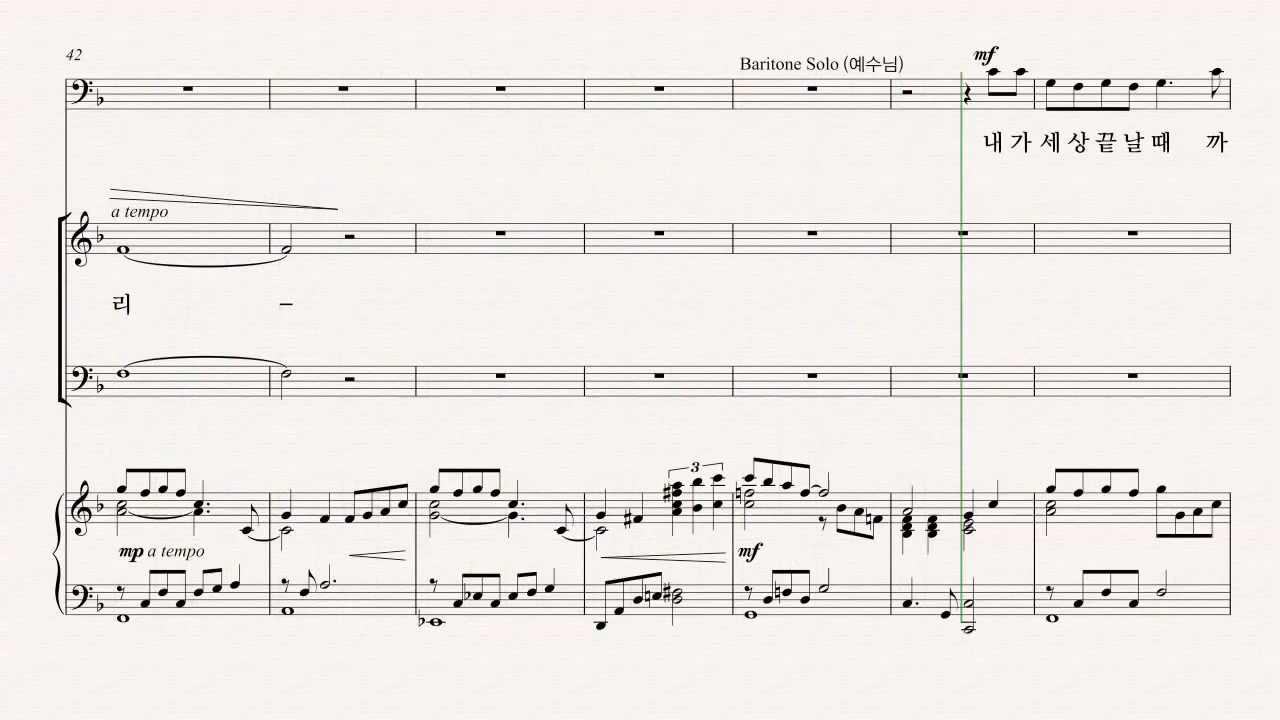 42
Baritone Solo (예수님)
mf
내 가 세 상 끝 날 때 까
a tempo
리 –
3
mp a tempo
mf